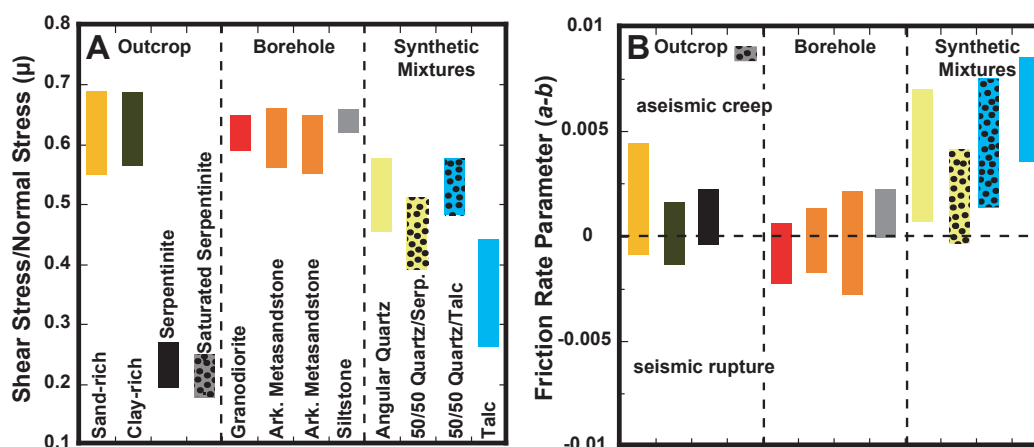 A
Outcrop
Borehole
Synthetic
Mixtures
Shear Stress/Normal Stress (μ)
0.8
0.7
0.6
0.5
0.4
0.3
0.2
0.1
Sand-rich
Clay-rich
Serpentinite
Saturated Serpentinite
Granodiorite
Ark. Metasandstone
Ark. Metasandstone
Siltstone
Angular Quartz
50/50 Quartz/Serp.
50/50 Quartz/Talc
Talc
B
Outcrop
Borehole
Synthetic
Mixtures
Friction Rate Parameter (a-b)
0.01
0.005
0
-0.005
-0.01
aseismic creep
seismic rupture